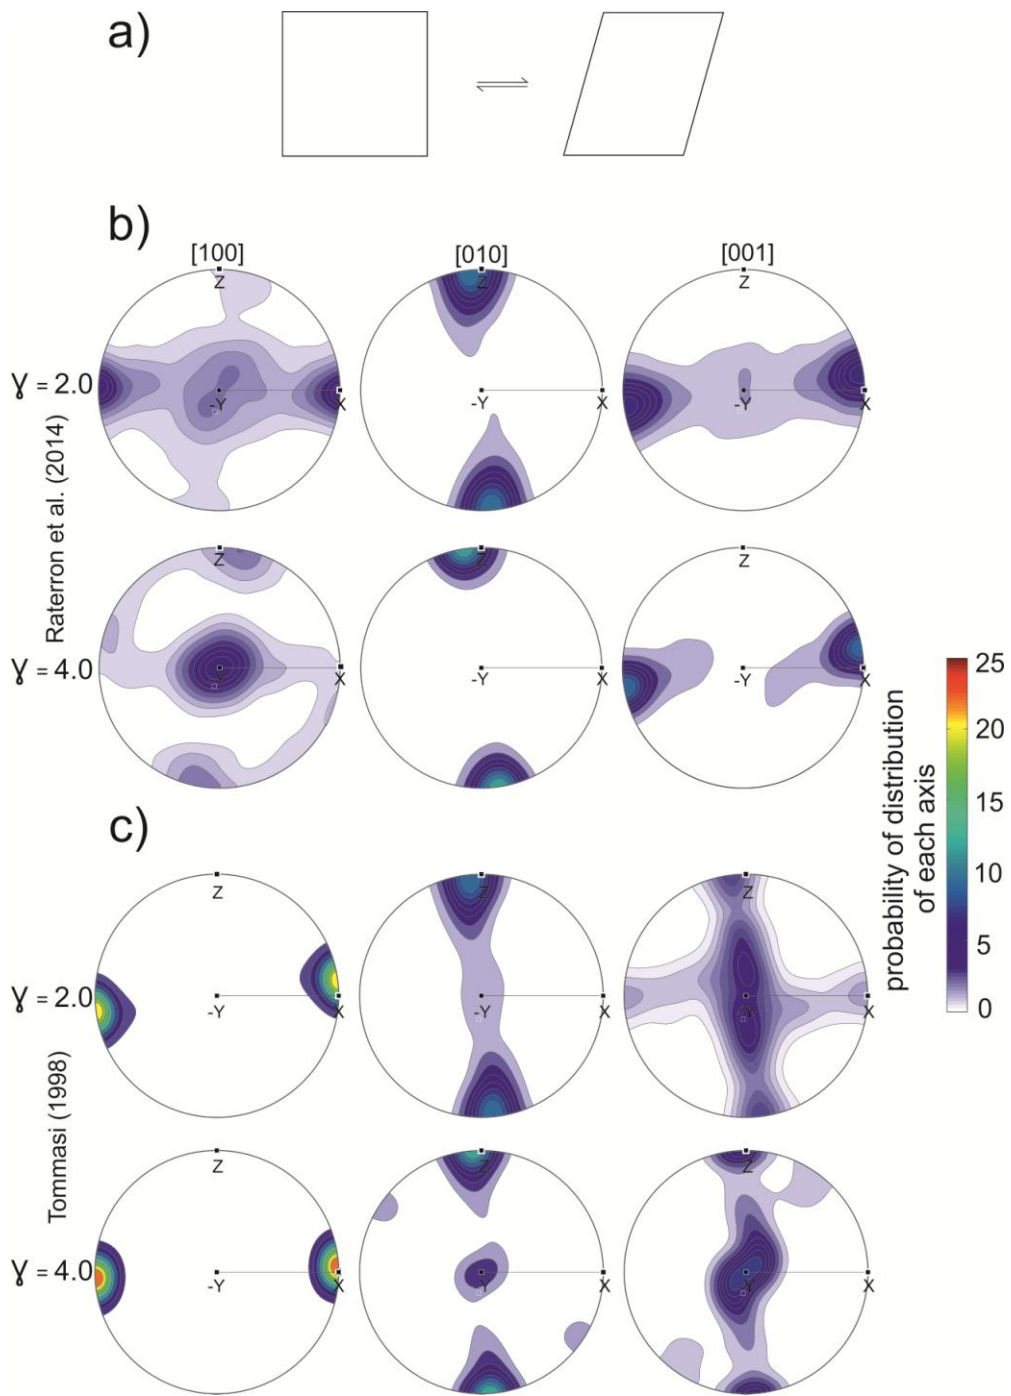 a)
b)
[100] [010] [001]
Z Z Z
ɣ = 2.0
-Y X -Y X -Y X
Raterron et al. (2014)
Z Z Z
ɣ = 4.0
Y X -Y X -Y X
c)
Z Z Z
ɣ = 2.0
-Y X -Y X Y X
Tommasi (1998)
Z Z Z
ɣ = 4.0
-Y X Y X Y X
25
20
15
10
5
0
probability of distribution
of each axis